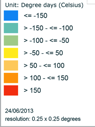 Unit: Degree days (Celsius)
<= -150
> -150 - <= -100
> -100 - <= -50
> -50 - <= 50
> 50 - <= 100
> 100 - <= 150
> 150
24/06/2013
resolution: 0.25 x 0.25 degrees